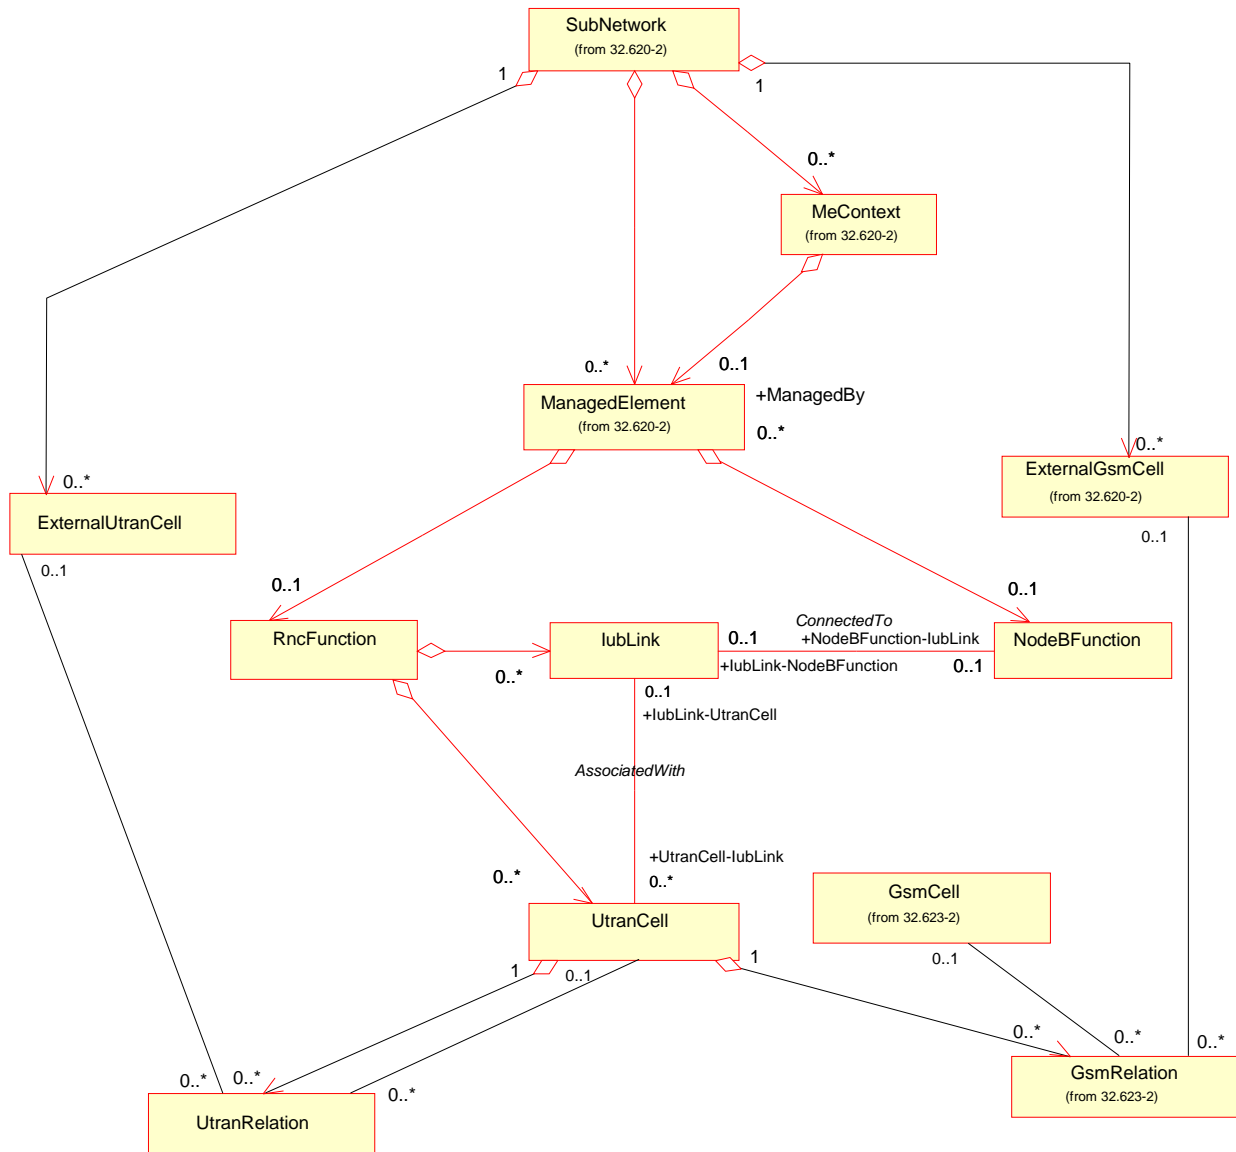 SubNetwork
(from 32.620-2)
1
1
0..*
MeContext
(from 32.620-2)
0..*
0..1
ManagedElement
(from 32.620-2)
+ManagedBy
0..*
0..*
ExternalGsmCell
(from 32.620-2)
0..*
ExternalUtranCell
0..1
0..1
0..1
0..1
RncFunction
0..*
IubLink
0..1
ConnectedTo
+NodeBFunction-IubLink
+IubLink-NodeBFunction
0..1
NodeBFunction
0..1
+IubLink-UtranCell
AssociatedWith
+UtranCell-IubLink
0..*
0..*
UtranCell
GsmCell
(from 32.623-2)
1
0..1
1
0..1
0..*
0..*
0..*
0..*
0..*
0..*
UtranRelation
GsmRelation
(from 32.623-2)